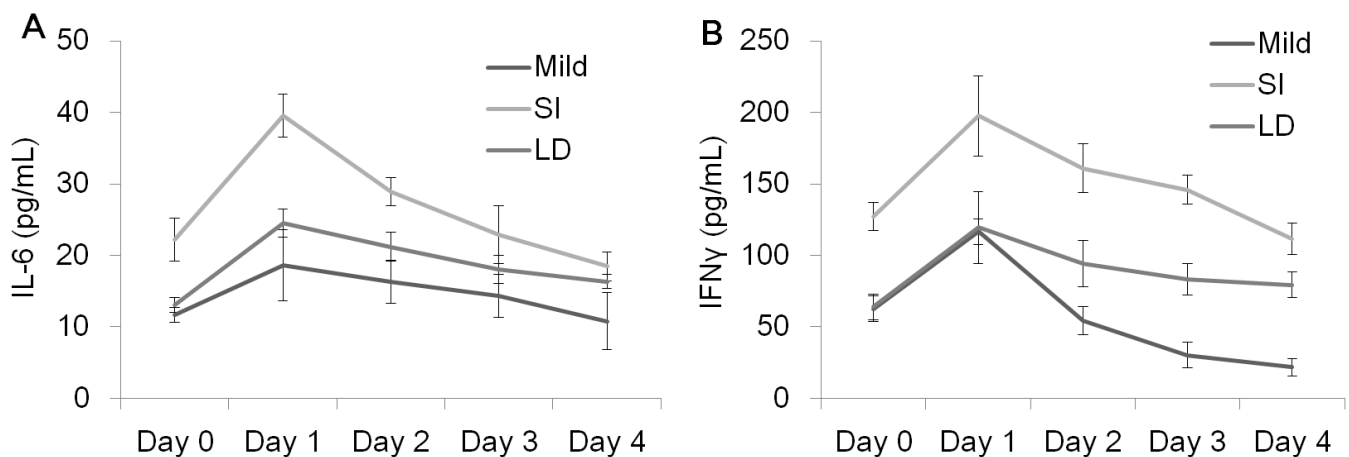 A
IL-6 (pg/mL)
50
40
30
20
10
0
Mild
SI
LD
Day 0 Day 1 Day 2 Day 3 Day 4
B
IFNγ (pg/mL)
250
200
150
100
50
0
Mild
SI
LD
Day 0 Day 1 Day 2 Day 3 Day 4